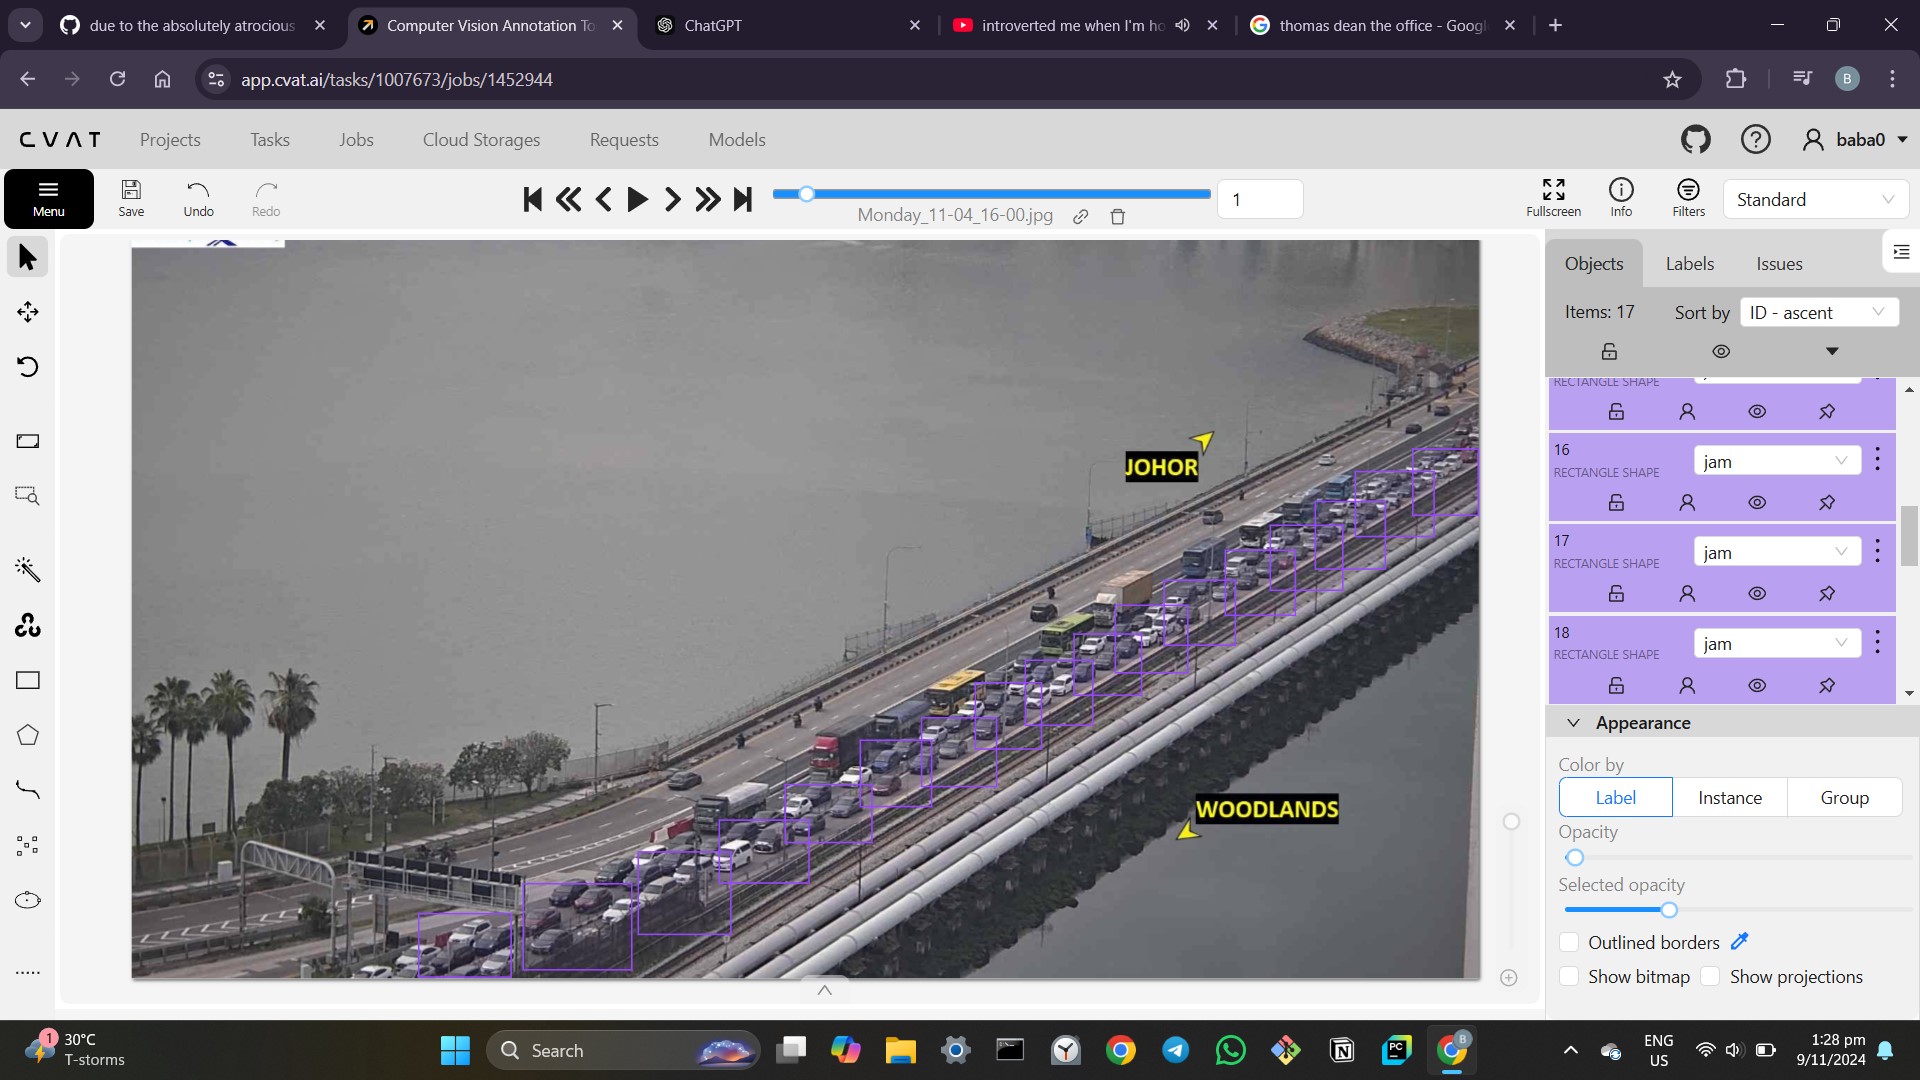 due to the absolutely atrocious
Computer Vision Annotation To
ChatGPT
introverted me when I'm ho
thomas dean the office - Googl
app.cvat.ai/tasks/1007673/jobs/1452944
B
CVAT
Projects
Tasks
Jobs
Cloud Storages
Requests
Models
baba0
Menu
Save
Undo
Redo
Monday_11-04_16-00.jpg
1
Fullscreen
Info
Filters
Standard
Objects
Labels
Issues
Items: 17
Sort by
ID - ascent
RECTANGLE SHAPE
16
RECTANGLE SHAPE
jam
17
RECTANGLE SHAPE
jam
18
RECTANGLE SHAPE
jam
JOHOR
WOODLANDS
Appearance
Color by
Label
Instance
Group
Opacity
Selected opacity
Outlined borders
Show bitmap
Show projections
1
30°C
T-storms
Search
PC
B
ENG
US
1:28 pm
9/11/2024